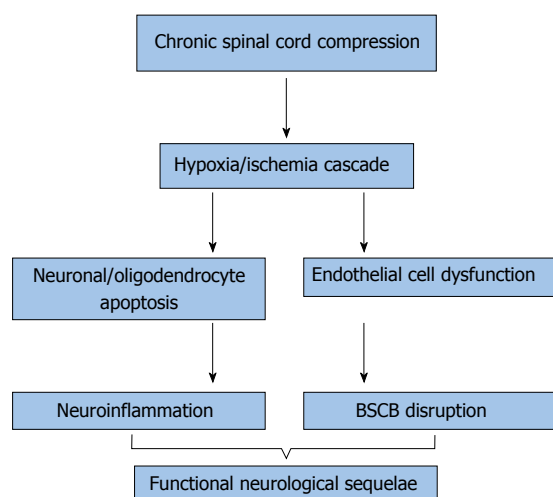 Chronic spinal cord compression
Hypoxia/ischemia cascade
Neuronal/oligodendrocyte
apoptosis
Endothelial cell dysfunction
Neuroinflammation
BSCB disruption
Functional neurological sequelae